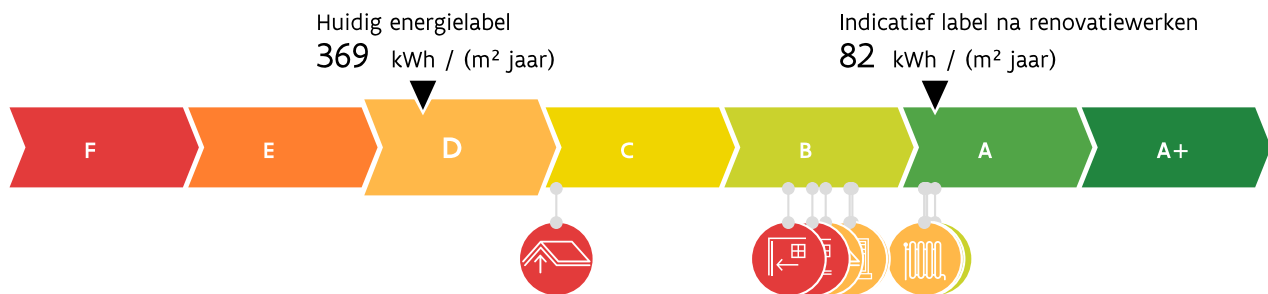 Huidig energielabel
369 kWh / (m² jaar)
Indicatief label na renovatiewerken
82 kWh / (m² jaar)
F E D C B A A+